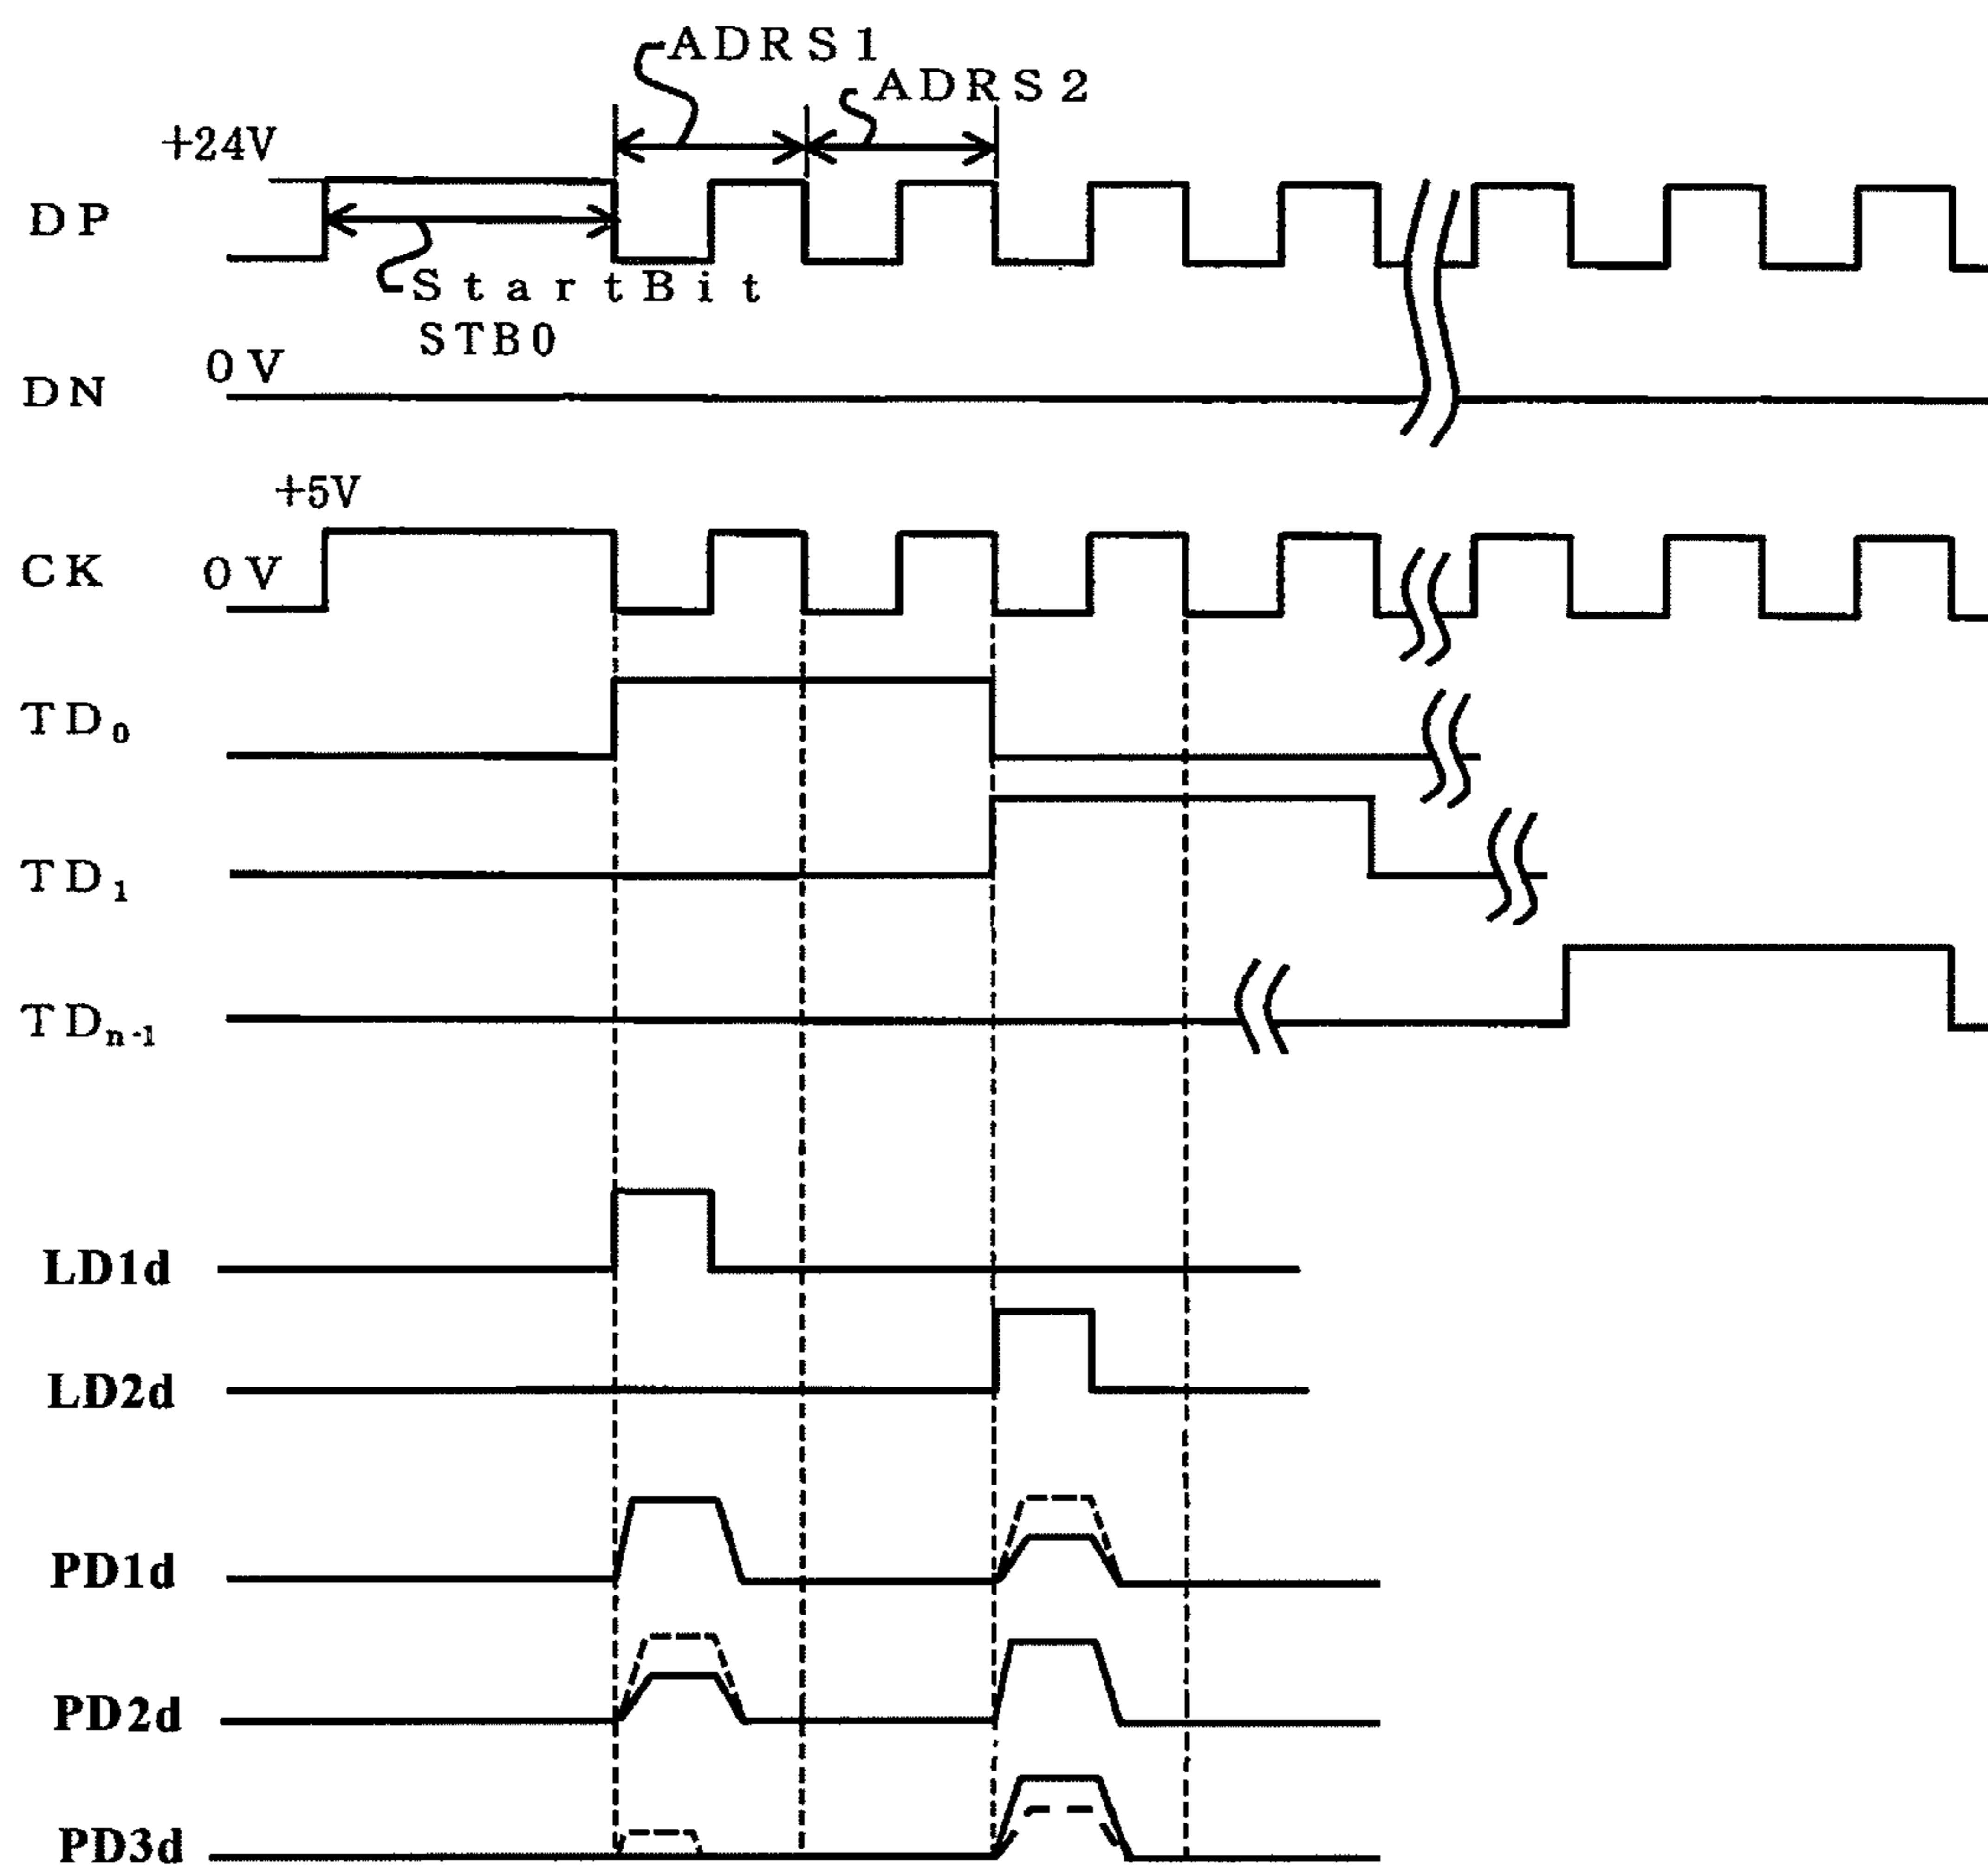 ADRS1
ADRS2
+24V
DP
StartBit
STB0
0V
DN
+5V
CK
0V
TD0
TD1
TDn-1
LD1d
LD2d
PD1d
PD2d
PD3d